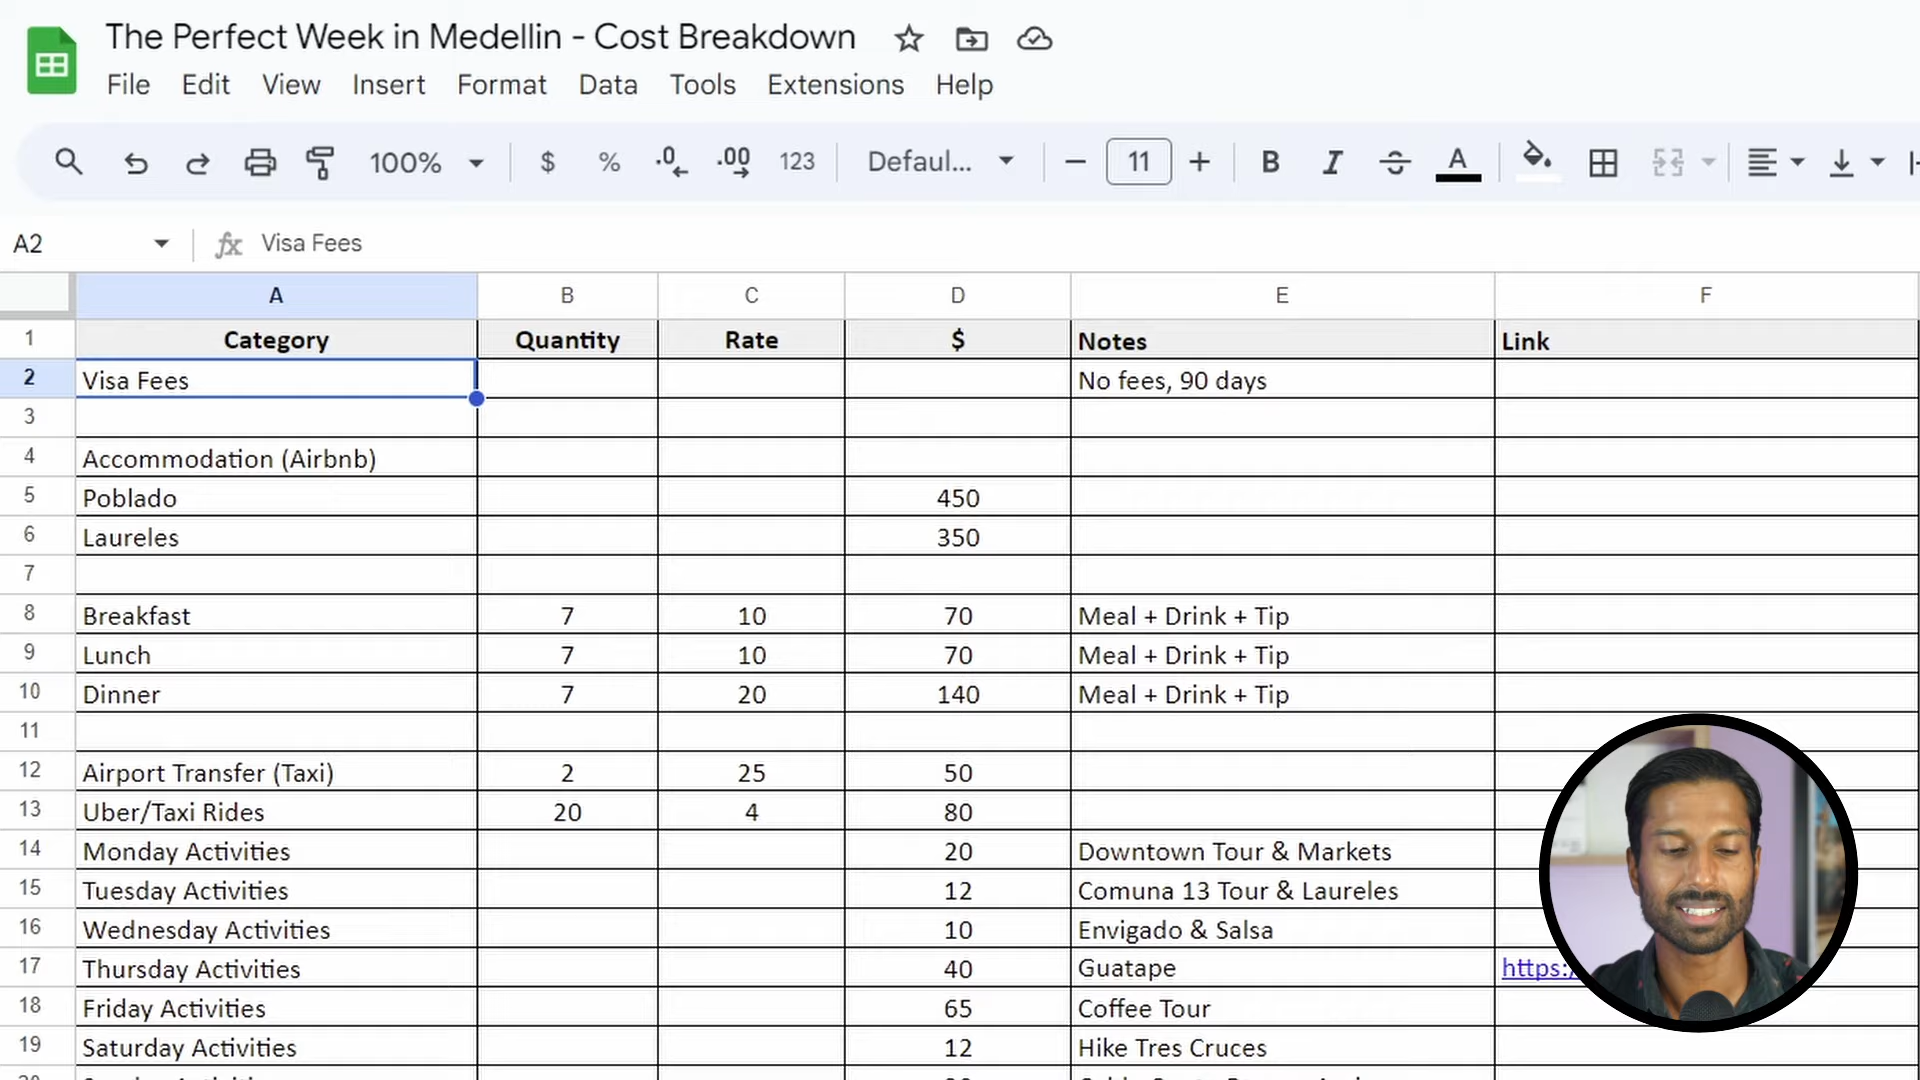 The Perfect Week in Medellin - Cost Breakdown
File Edit View Insert Format Data Tools Extensions Help
100% $ % .0 .00 123 Defaul... 11 B I A
A2 fx Visa Fees
A B C D E F
1 Category Quantity Rate $ Notes Link
2 Visa Fees No fees, 90 days
3
4 Accommodation (Airbnb)
5 Poblado 450
6 Laureles 350
7
8 Breakfast 7 10 70 Meal + Drink + Tip
9 Lunch 7 10 70 Meal + Drink + Tip
10 Dinner 7 20 140 Meal + Drink + Tip
11
12 Airport Transfer (Taxi) 2 25 50
13 Uber/Taxi Rides 20 4 80
14 Monday Activities 20 Downtown Tour & Markets
15 Tuesday Activities 12 Comuna 13 Tour & Laureles
16 Wednesday Activities 10 Envigado & Salsa
17 Thursday Activities 40 Guatape https:/
18 Friday Activities 65 Coffee Tour
19 Saturday Activities 12 Hike Tres Cruces